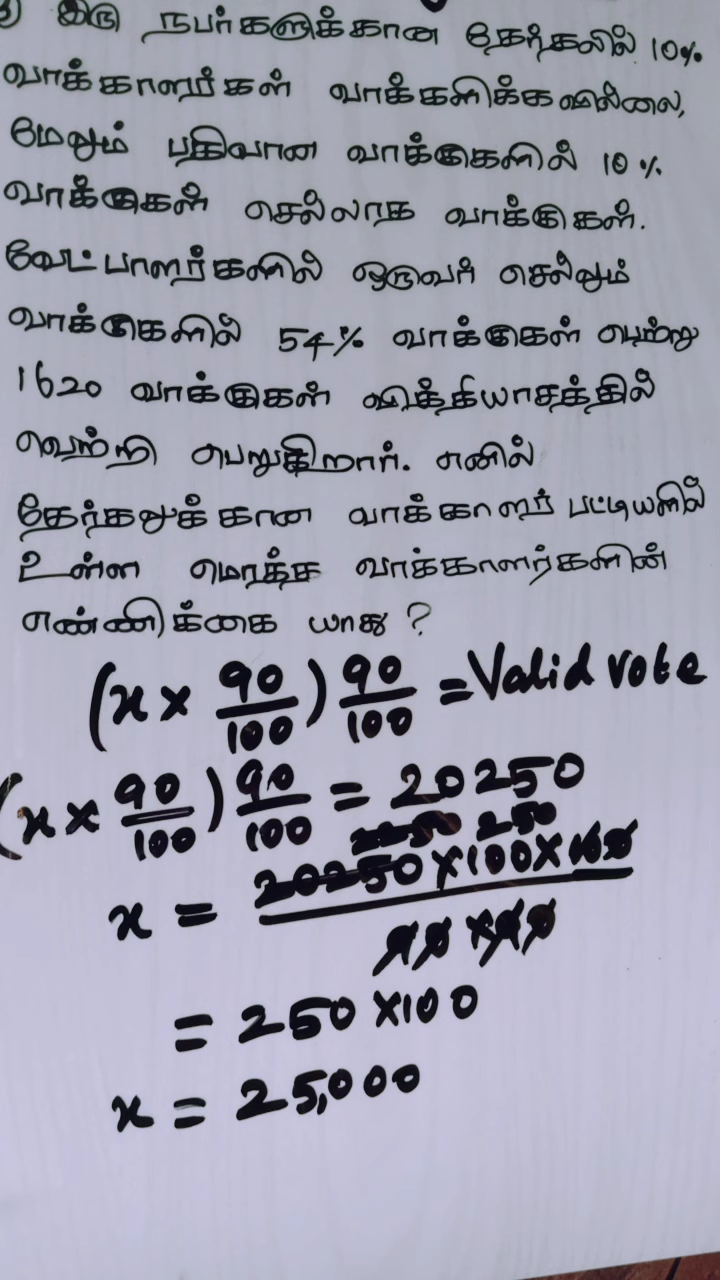 இரு நபர்களுக்கான தேர்தலில் 10%
வாக்காளர்கள் வாக்களிக்கவில்லை,
மேலும் பதிவான வாக்குகளில் 10%
வாக்குகள் செல்லாத வாக்குகள்.
வேட்பாளர்களில் ஒருவர் செல்லும்
வாக்குகளில் 54% வாக்குகள் பெற்று
1620 வாக்குகள் வித்தியாசத்தில்
வெற்றி பெறுகிறார். எனில்
தேர்தலுக்கான வாக்காளர் பட்டியலில்
உள்ள மொத்த வாக்காளர்களின்
எண்ணிக்கை யாது?
(x × 90/100) 90/100 = Valid vote
(x × 90/100) 90/100 = 20250
2250 250
x = 20250×100×100 / 90×90
= 250×100
x = 25,000